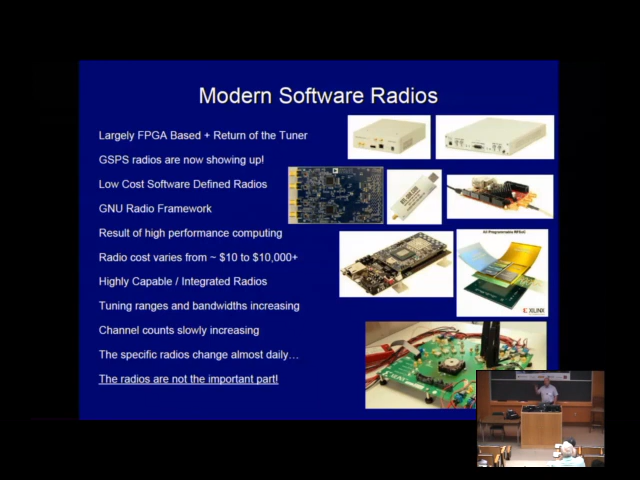 Modern Software Radios
Largely FPGA Based + Return of the Tuner
GSPS radios are now showing up!
Low Cost Software Defined Radios
GNU Radio Framework
Result of high performance computing
Radio cost varies from ~ $10 to $10,000+
Highly Capable / Integrated Radios
Tuning ranges and bandwidths increasing
Channel counts slowly increasing
The specific radios change almost daily…
The radios are not the important part!
All Programmable RFSoC
XILINX